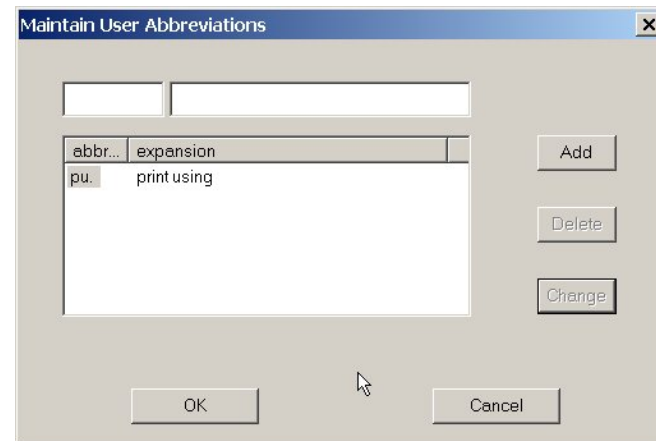 Maintain User Abbreviations
abbr... expansion
pu. print using
Add
Delete
Change
OK
Cancel